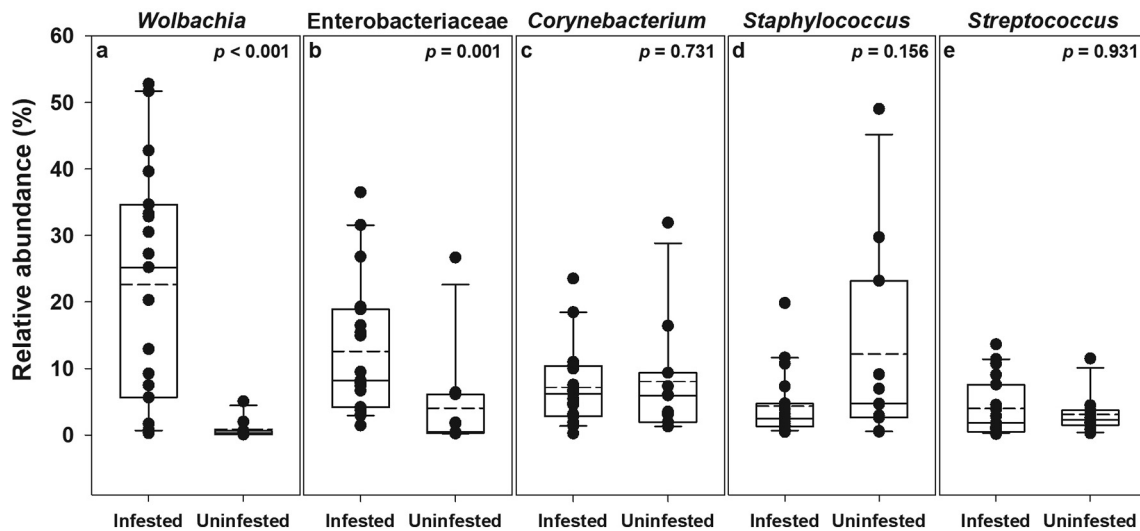 Wolbachia Enterobacteriaceae Corynebacterium Staphylococcus Streptococcus
a p < 0.001 b p = 0.001 c p = 0.731 d p = 0.156 e p = 0.931
Relative abundance (%)
60
50
40
30
20
10
0
Infested Uninfested Infested Uninfested Infested Uninfested Infested Uninfested Infested Uninfested